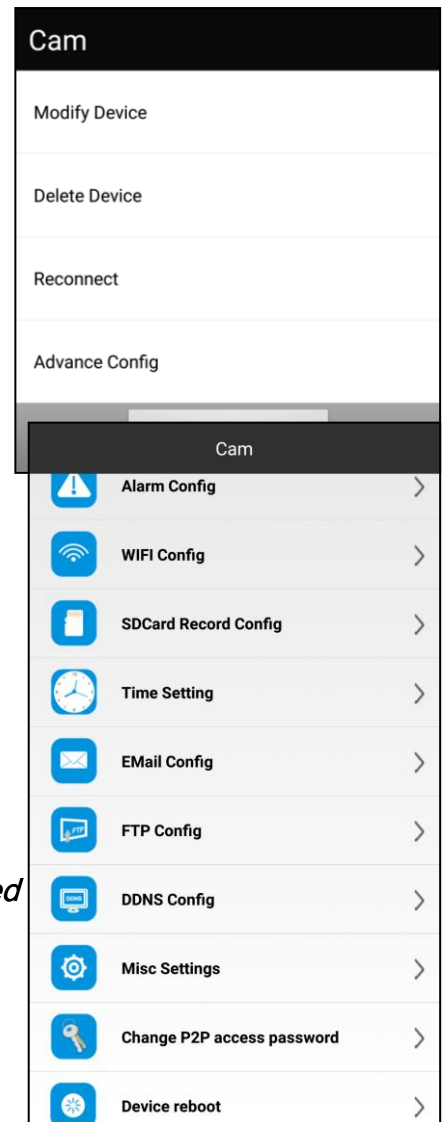 Cam
Modify Device
Delete Device
Reconnect
Advance Config
Cam
Alarm Config
WIFI Config
SDCard Record Config
Time Setting
EMail Config
FTP
FTP Config
ed
DDNS
DDNS Config
Misc Settings
Change P2P access password
Device reboot